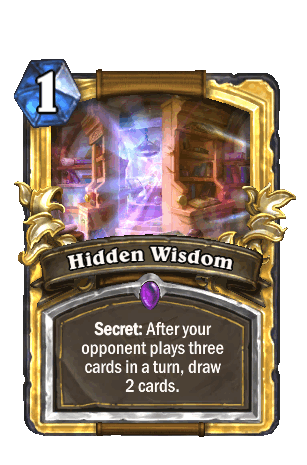 1
Hidden Wisdom
Secret: After your
opponent plays three
cards in a turn, draw
2 cards.